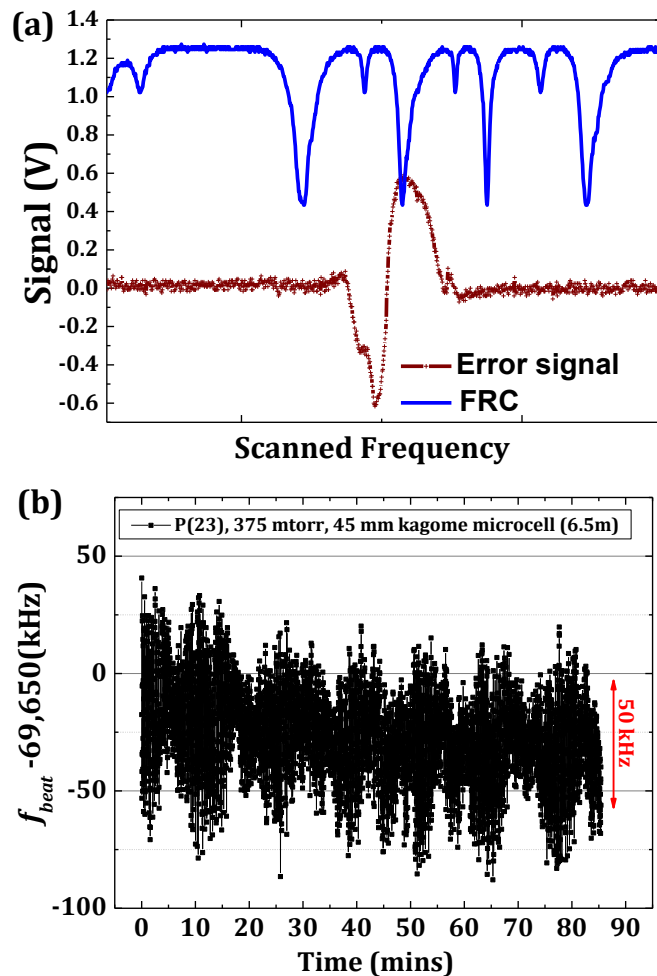 (a)
1.4
1.2
1.0
0.8
0.6
0.4
0.2
0.0
-0.2
-0.4
-0.6
Signal (V)
Error signal
FRC
Scanned Frequency
(b)
P(23), 375 mtorr, 45 mm kagome microcell (6.5m)
50
0
-50
-100
f_beat -69,650(kHz)
50 kHz
0 10 20 30 40 50 60 70 80 90
Time (mins)